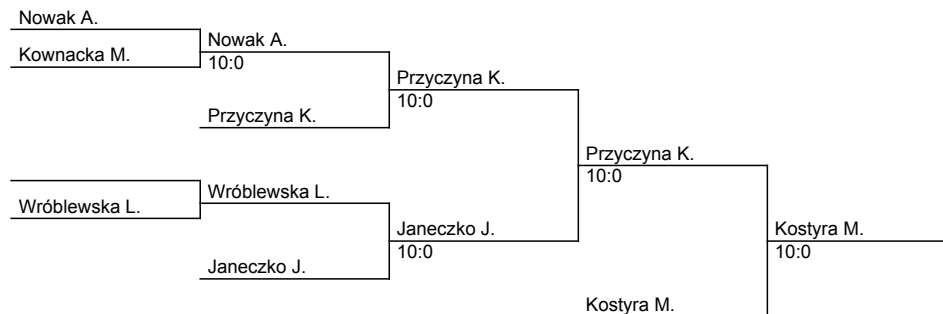 Nowak A.
Kownacka M.
Nowak A.
10:0
Przyczyna K.
Przyczyna K.
10:0
Wróblewska L.
Wróblewska L.
Janeczko J.
Janeczko J.
10:0
Przyczyna K.
10:0
Kostyra M.
Kostyra M.
10:0